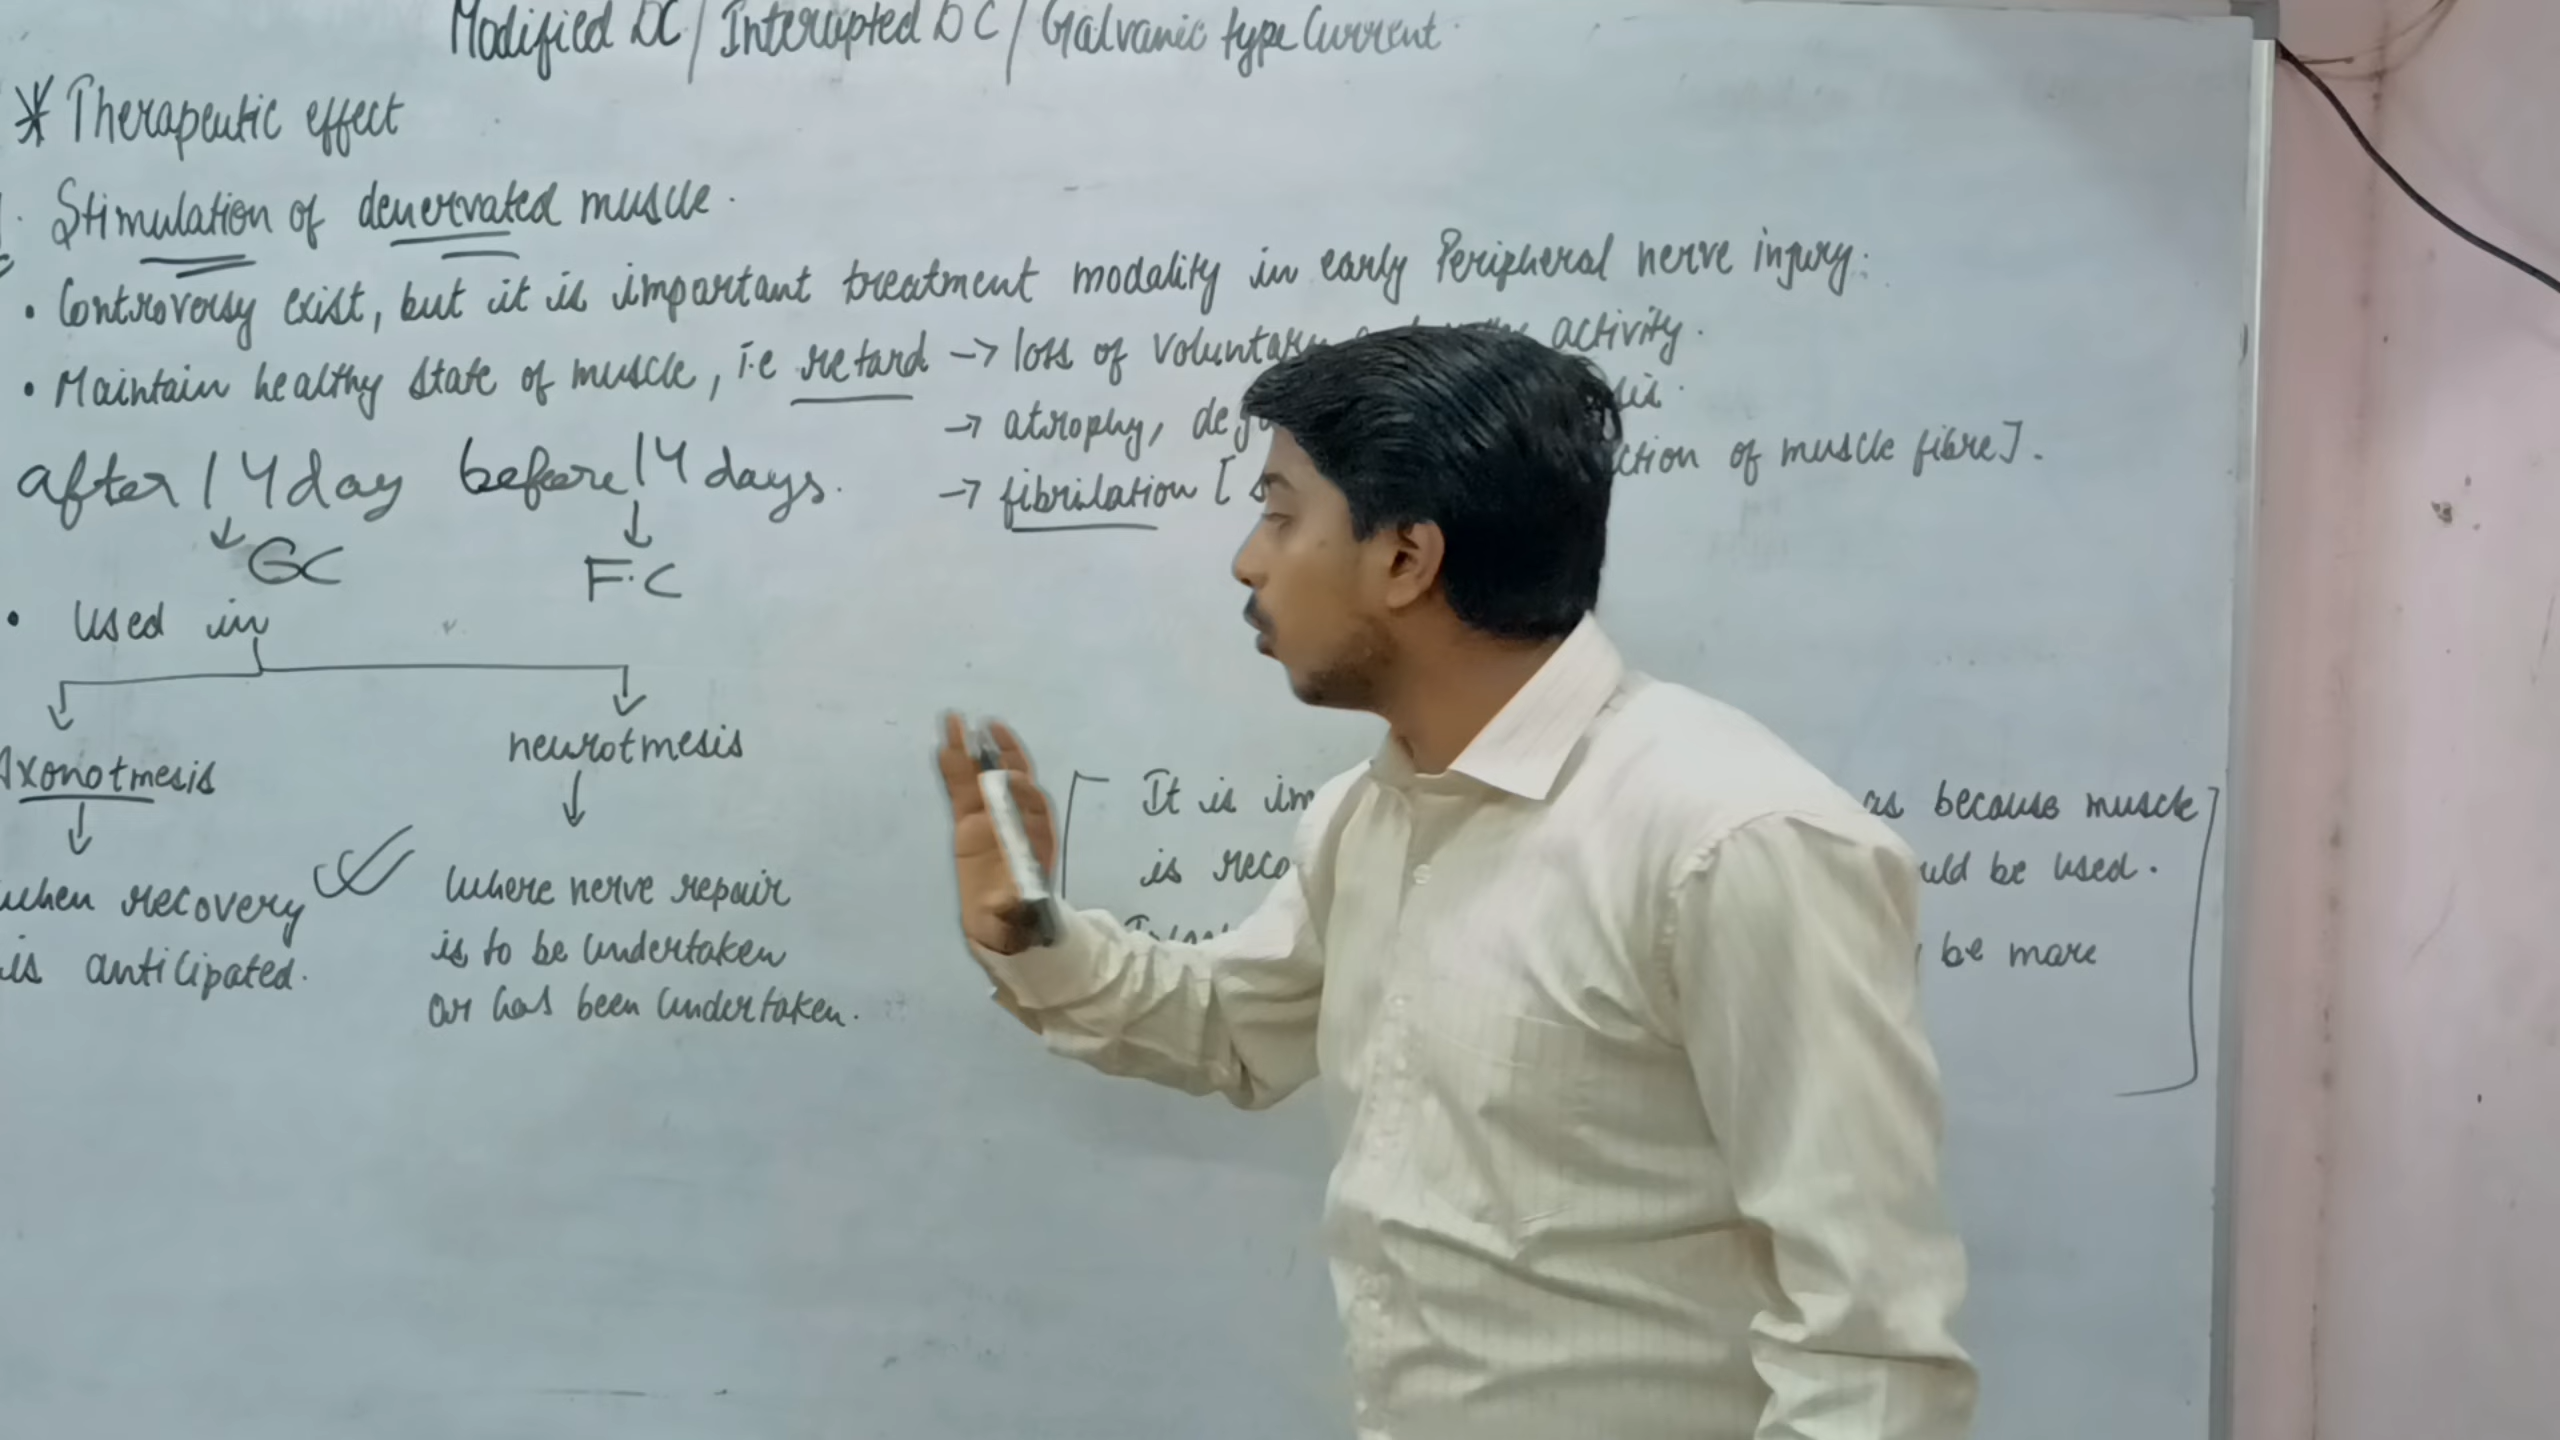 Modified DC / Interrupted DC / Galvanic type Current.
* Therapeutic effect
1. Stimulation of denervated muscle.
• Controversy exist, but it is important treatment modality in early Peripheral nerve injury.
• Maintain healthy state of muscle, i.e retard → loss of voluntary activity.
→ atrophy,
→ fibrilation [ of muscle fibre].
after 14 day before 14 days.
↓ GC ↓ F.C
• Used in
Axonotmesis
↓
when recovery
is anticipated.
neurotmesis
↓
Where nerve repair
is to be undertaken
or has been undertaken.
It is as because muscle
is be used.
be more